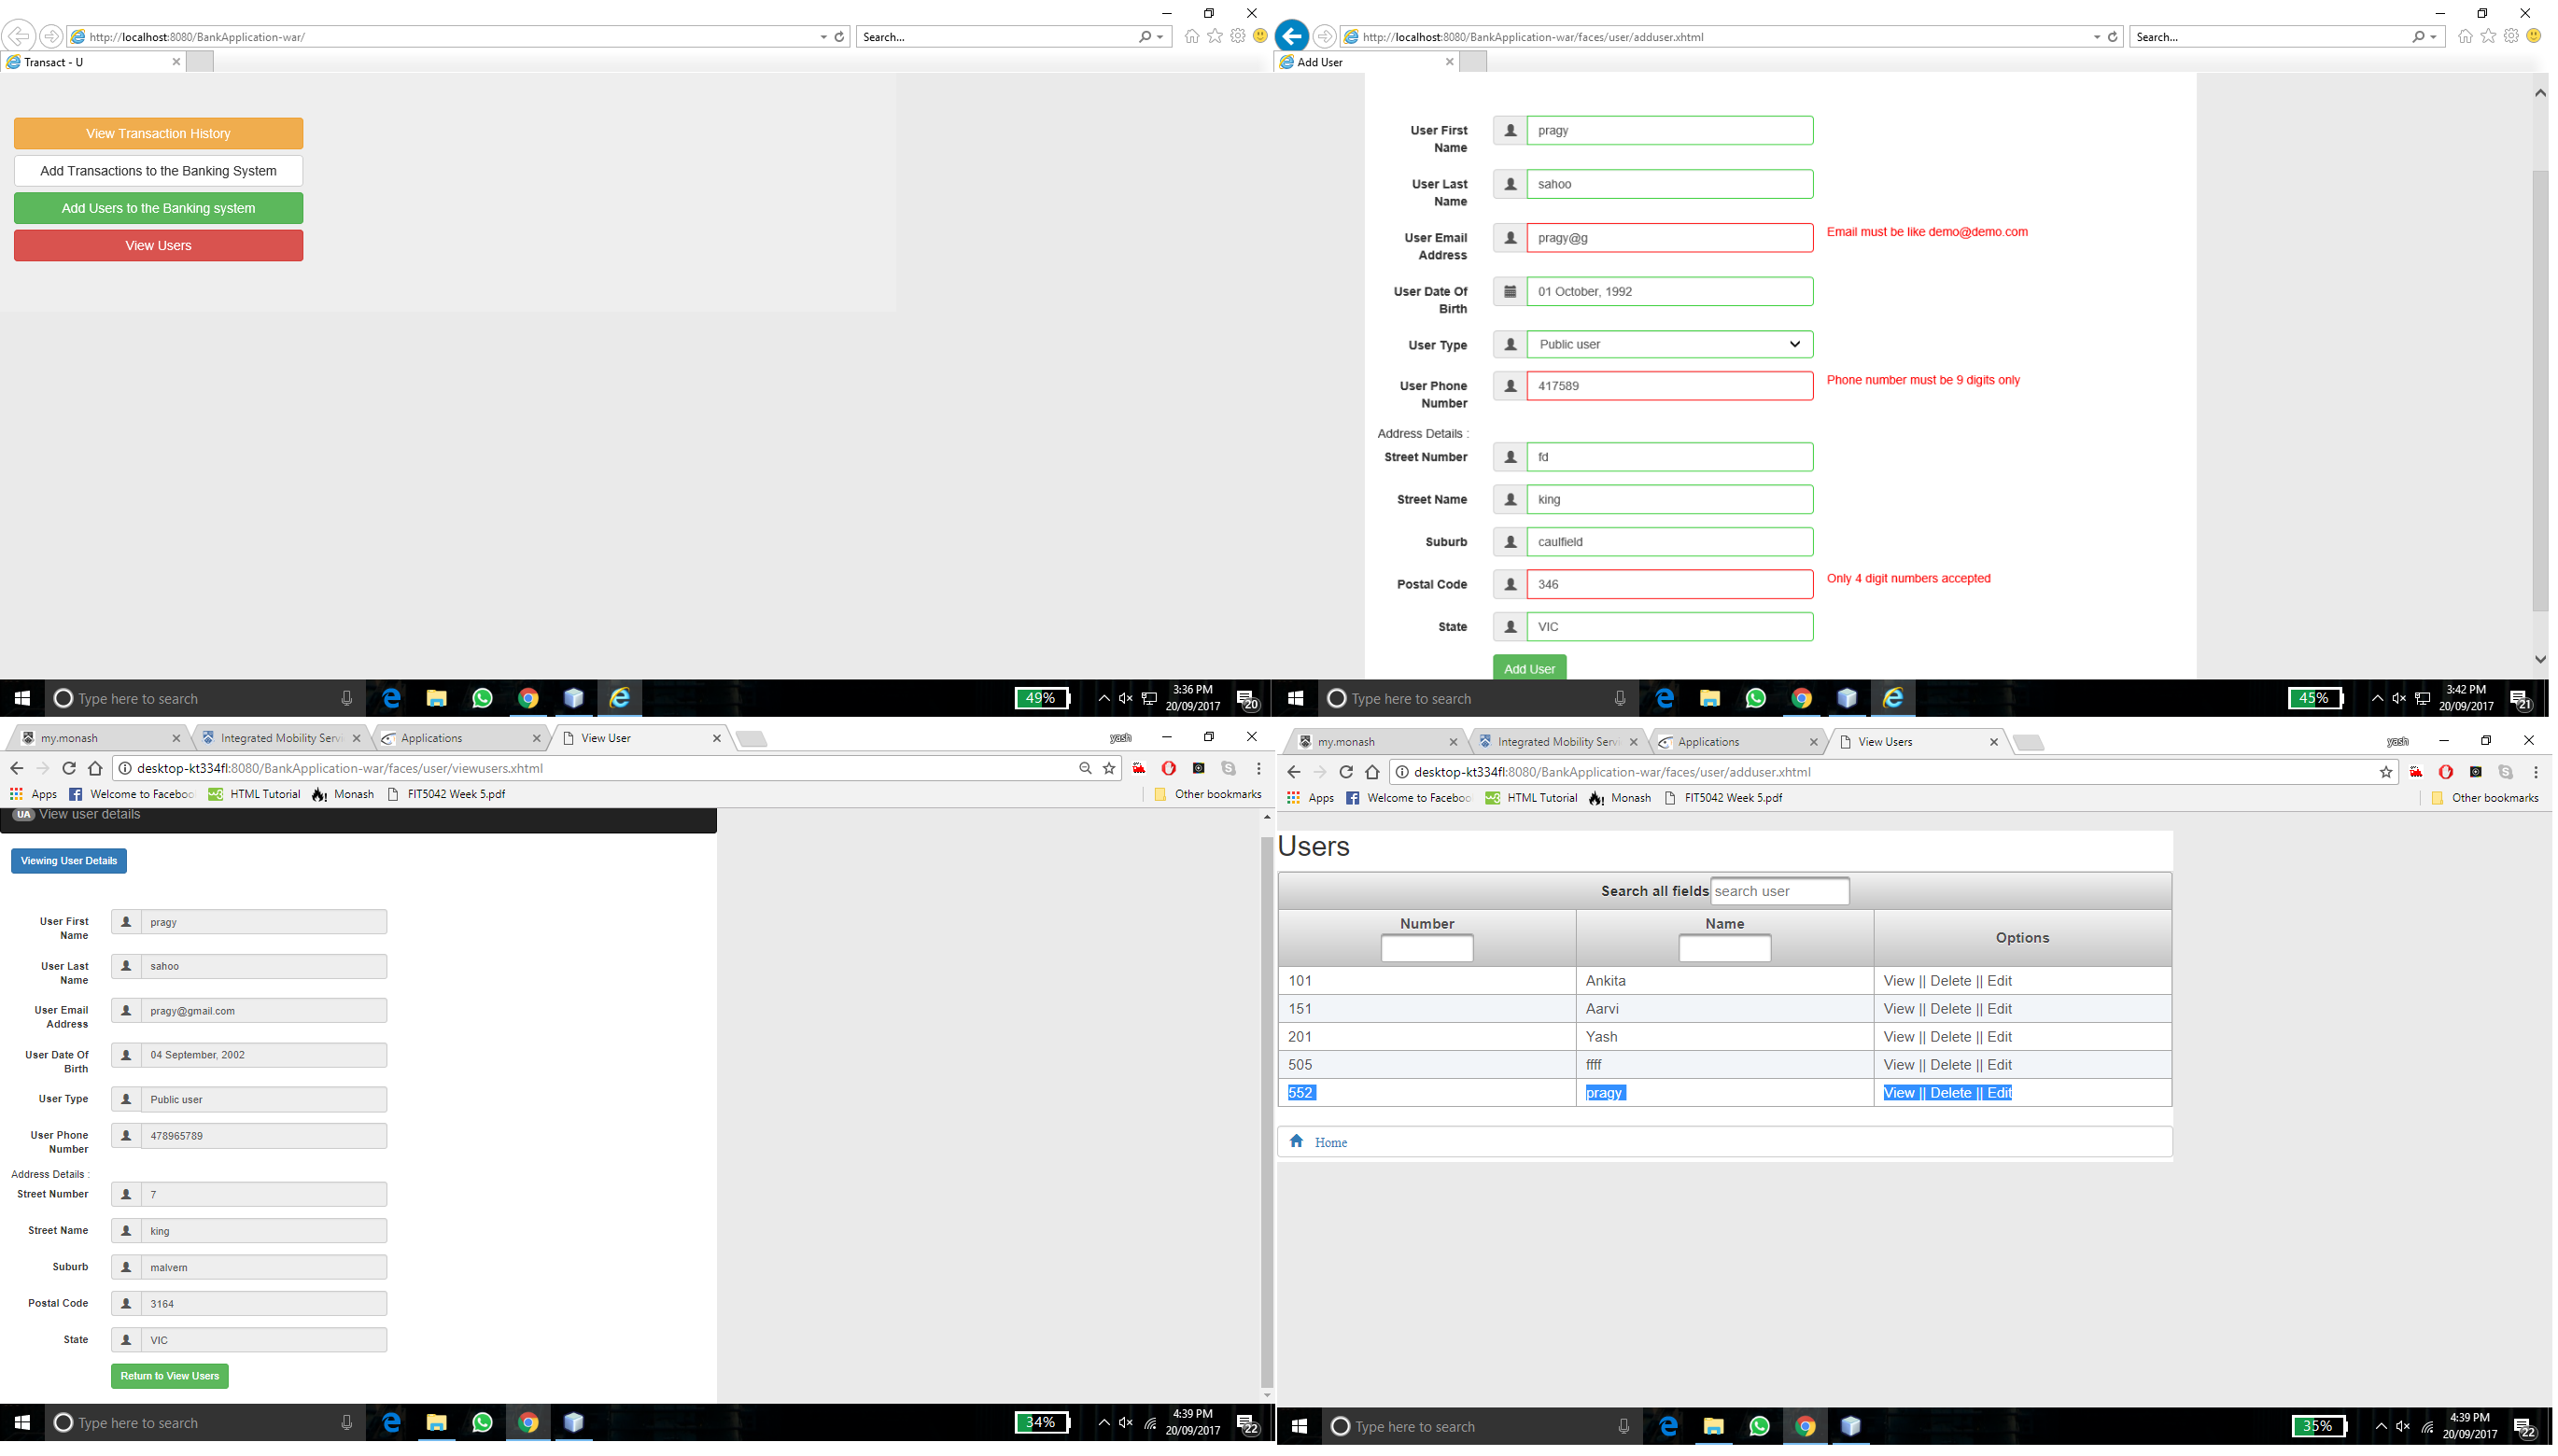 http://localhost:8080/BankApplication-war/
Search...
Transact - U
View Transaction History
Add Transactions to the Banking System
Add Users to the Banking system
View Users
Type here to search
49%
3:36 PM
20/09/2017
20
http://localhost:8080/BankApplication-war/faces/user/adduser.xhtml
Search...
Add User
User First Name
pragy
User Last Name
sahoo
User Email Address
pragy@g
Email must be like demo@demo.com
User Date Of Birth
01 October, 1992
User Type
Public user
User Phone Number
417589
Phone number must be 9 digits only
Address Details :
Street Number
fd
Street Name
king
Suburb
caulfield
Postal Code
346
Only 4 digit numbers accepted
State
VIC
Add User
Type here to search
45%
3:42 PM
20/09/2017
21
my.monash
Integrated Mobility Servi
Applications
View User
yash
desktop-kt334fl:8080/BankApplication-war/faces/user/viewusers.xhtml
Apps
Welcome to Faceboo
HTML Tutorial
Monash
FIT5042 Week 5.pdf
Other bookmarks
UA View user details
Viewing User Details
User First Name
pragy
User Last Name
sahoo
User Email Address
pragy@gmail.com
User Date Of Birth
04 September, 2002
User Type
Public user
User Phone Number
478965789
Address Details :
Street Number
7
Street Name
king
Suburb
malvern
Postal Code
3164
State
VIC
Return to View Users
Type here to search
34%
4:39 PM
20/09/2017
22
my.monash
Integrated Mobility Servi
Applications
View Users
yash
desktop-kt334fl:8080/BankApplication-war/faces/user/adduser.xhtml
Apps
Welcome to Faceboo
HTML Tutorial
Monash
FIT5042 Week 5.pdf
Other bookmarks
Users
Search all fields search user
Number Name Options
101 Ankita View || Delete || Edit
151 Aarvi View || Delete || Edit
201 Yash View || Delete || Edit
505 ffff View || Delete || Edit
552 pragy View || Delete || Edit
Home
Type here to search
35%
4:39 PM
20/09/2017
22